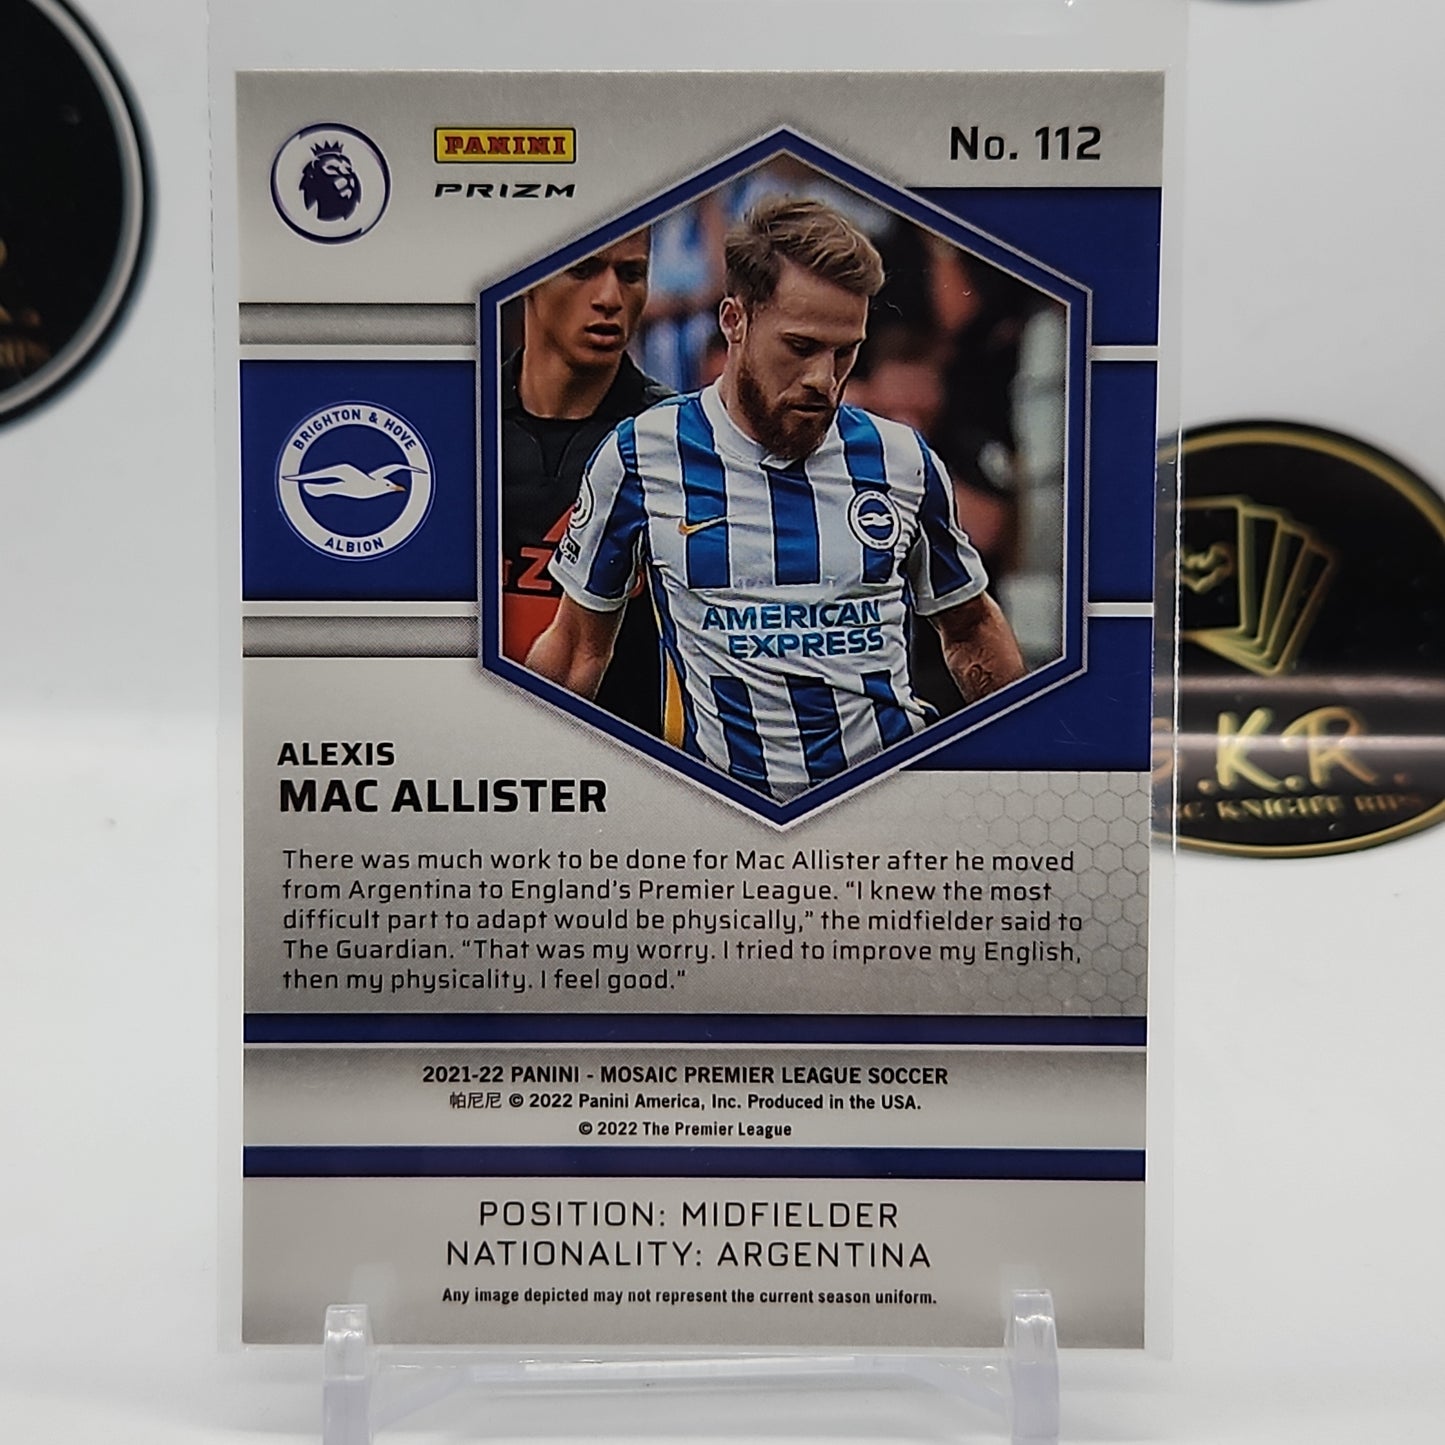 PANINI
PRIZM
No. 112
BRIGHTON & HOVE
ALBION
AMERICAN
EXPRESS
ALEXIS
MAC ALLISTER
There was much work to be done for Mac Allister after he moved
from Argentina to England's Premier League. "I knew the most
difficult part to adapt would be physically," the midfielder said to
The Guardian. "That was my worry. I tried to improve my English,
then my physicality. I feel good."
2021-22 PANINI - MOSAIC PREMIER LEAGUE SOCCER
帕尼尼 © 2022 Panini America, Inc. Produced in the USA.
© 2022 The Premier League
POSITION: MIDFIELDER
NATIONALITY: ARGENTINA
Any image depicted may not represent the current season uniform.
.K.R.
KNIGHT RIPS